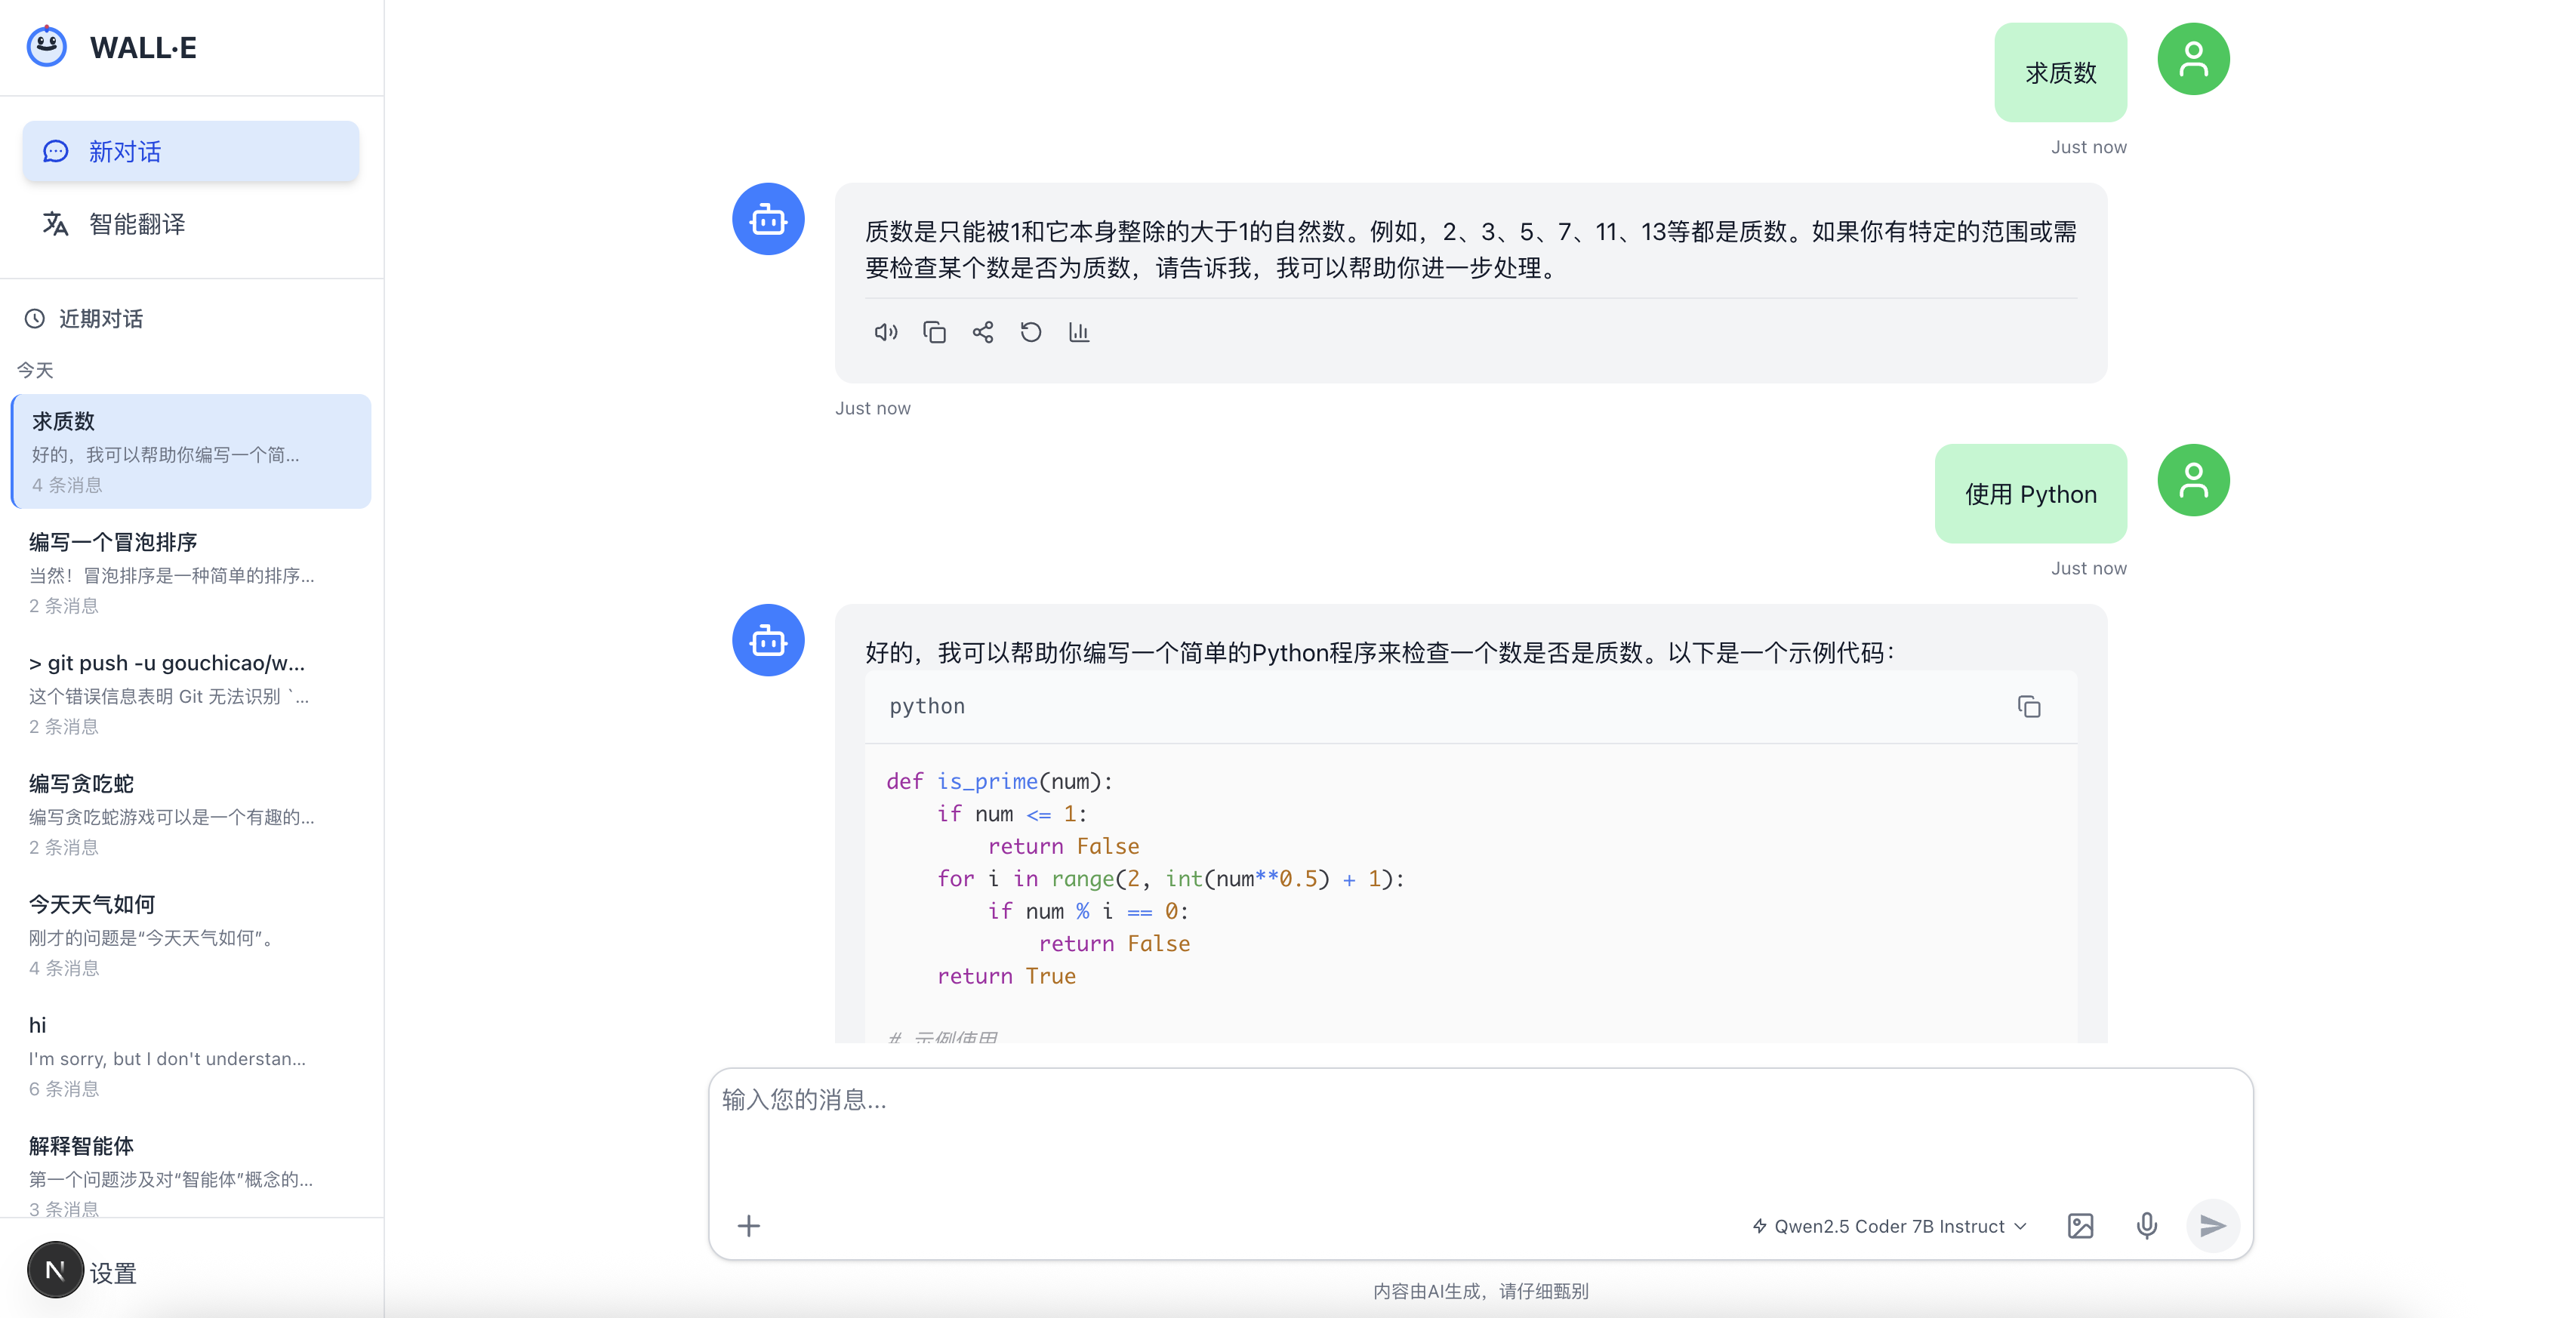 WALL·E
新对话
智能翻译
近期对话
今天
求质数
好的，我可以帮助你编写一个简...
4 条消息
编写一个冒泡排序
当然！冒泡排序是一种简单的排序...
2 条消息
> git push -u gouchicao/w...
这个错误信息表明 Git 无法识别 `...
2 条消息
编写贪吃蛇
编写贪吃蛇游戏可以是一个有趣的...
2 条消息
今天天气如何
刚才的问题是“今天天气如何”。
4 条消息
hi
I'm sorry, but I don't understan...
6 条消息
解释智能体
第一个问题涉及对“智能体”概念的...
3 条消息
N
设置
求质数
Just now
质数是只能被1和它本身整除的大于1的自然数。例如，2、3、5、7、11、13等都是质数。如果你有特定的范围或需
要检查某个数是否为质数，请告诉我，我可以帮助你进一步处理。
Just now
使用 Python
Just now
好的，我可以帮助你编写一个简单的Python程序来检查一个数是否是质数。以下是一个示例代码：
python
def is_prime(num):
    if num <= 1:
        return False
    for i in range(2, int(num**0.5) + 1):
        if num % i == 0:
            return False
    return True
# 示例使用
输入您的消息...
Qwen2.5 Coder 7B Instruct
内容由AI生成，请仔细甄别